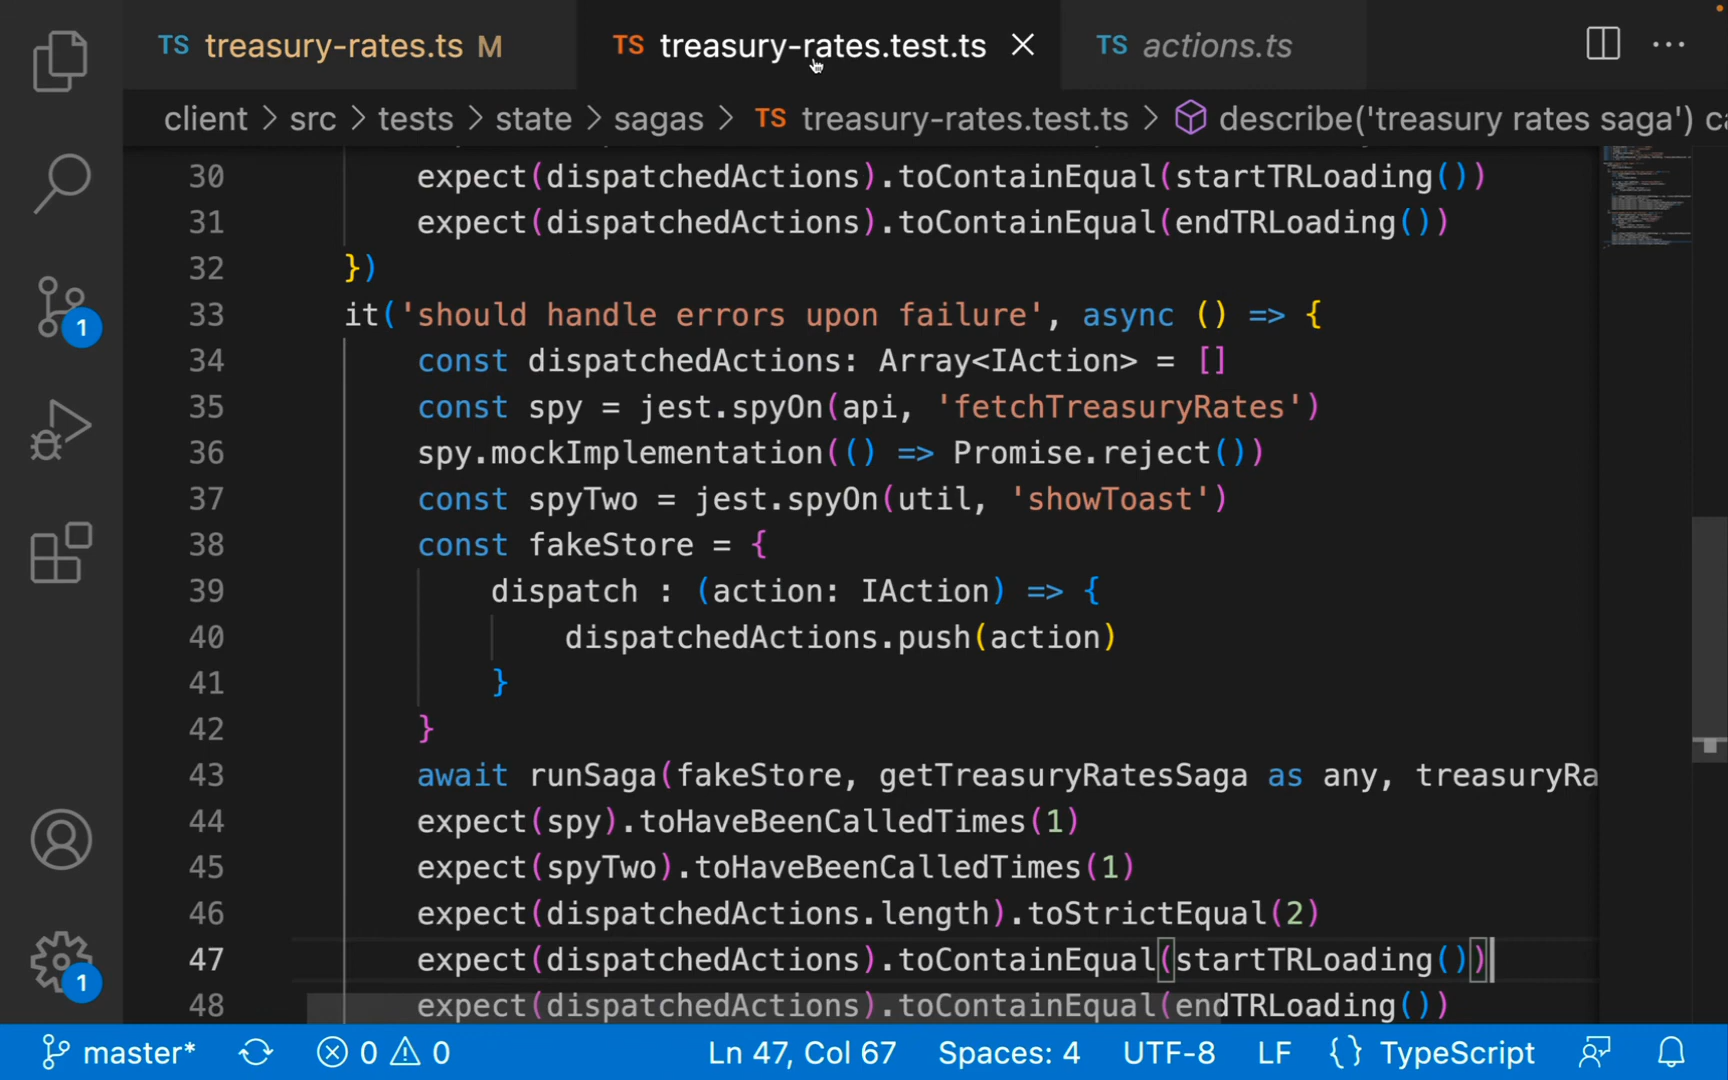 TS treasury-rates.ts M TS treasury-rates.test.ts TS actions.ts
client > src > tests > state > sagas > TS treasury-rates.test.ts > describe('treasury rates saga') ca
30 expect(dispatchedActions).toContainEqual(startTRLoading())
31 expect(dispatchedActions).toContainEqual(endTRLoading())
32 })
33 it('should handle errors upon failure', async () => {
34 const dispatchedActions: Array<IAction> = []
35 const spy = jest.spyOn(api, 'fetchTreasuryRates')
36 spy.mockImplementation(() => Promise.reject())
37 const spyTwo = jest.spyOn(util, 'showToast')
38 const fakeStore = {
39 dispatch : (action: IAction) => {
40 dispatchedActions.push(action)
41 }
42 }
43 await runSaga(fakeStore, getTreasuryRatesSaga as any, treasuryRa
44 expect(spy).toHaveBeenCalledTimes(1)
45 expect(spyTwo).toHaveBeenCalledTimes(1)
46 expect(dispatchedActions.length).toStrictEqual(2)
47 expect(dispatchedActions).toContainEqual(startTRLoading())
48 expect(dispatchedActions).toContainEqual(endTRLoading())
1
1
master* 0 0 Ln 47, Col 67 Spaces: 4 UTF-8 LF {} TypeScript